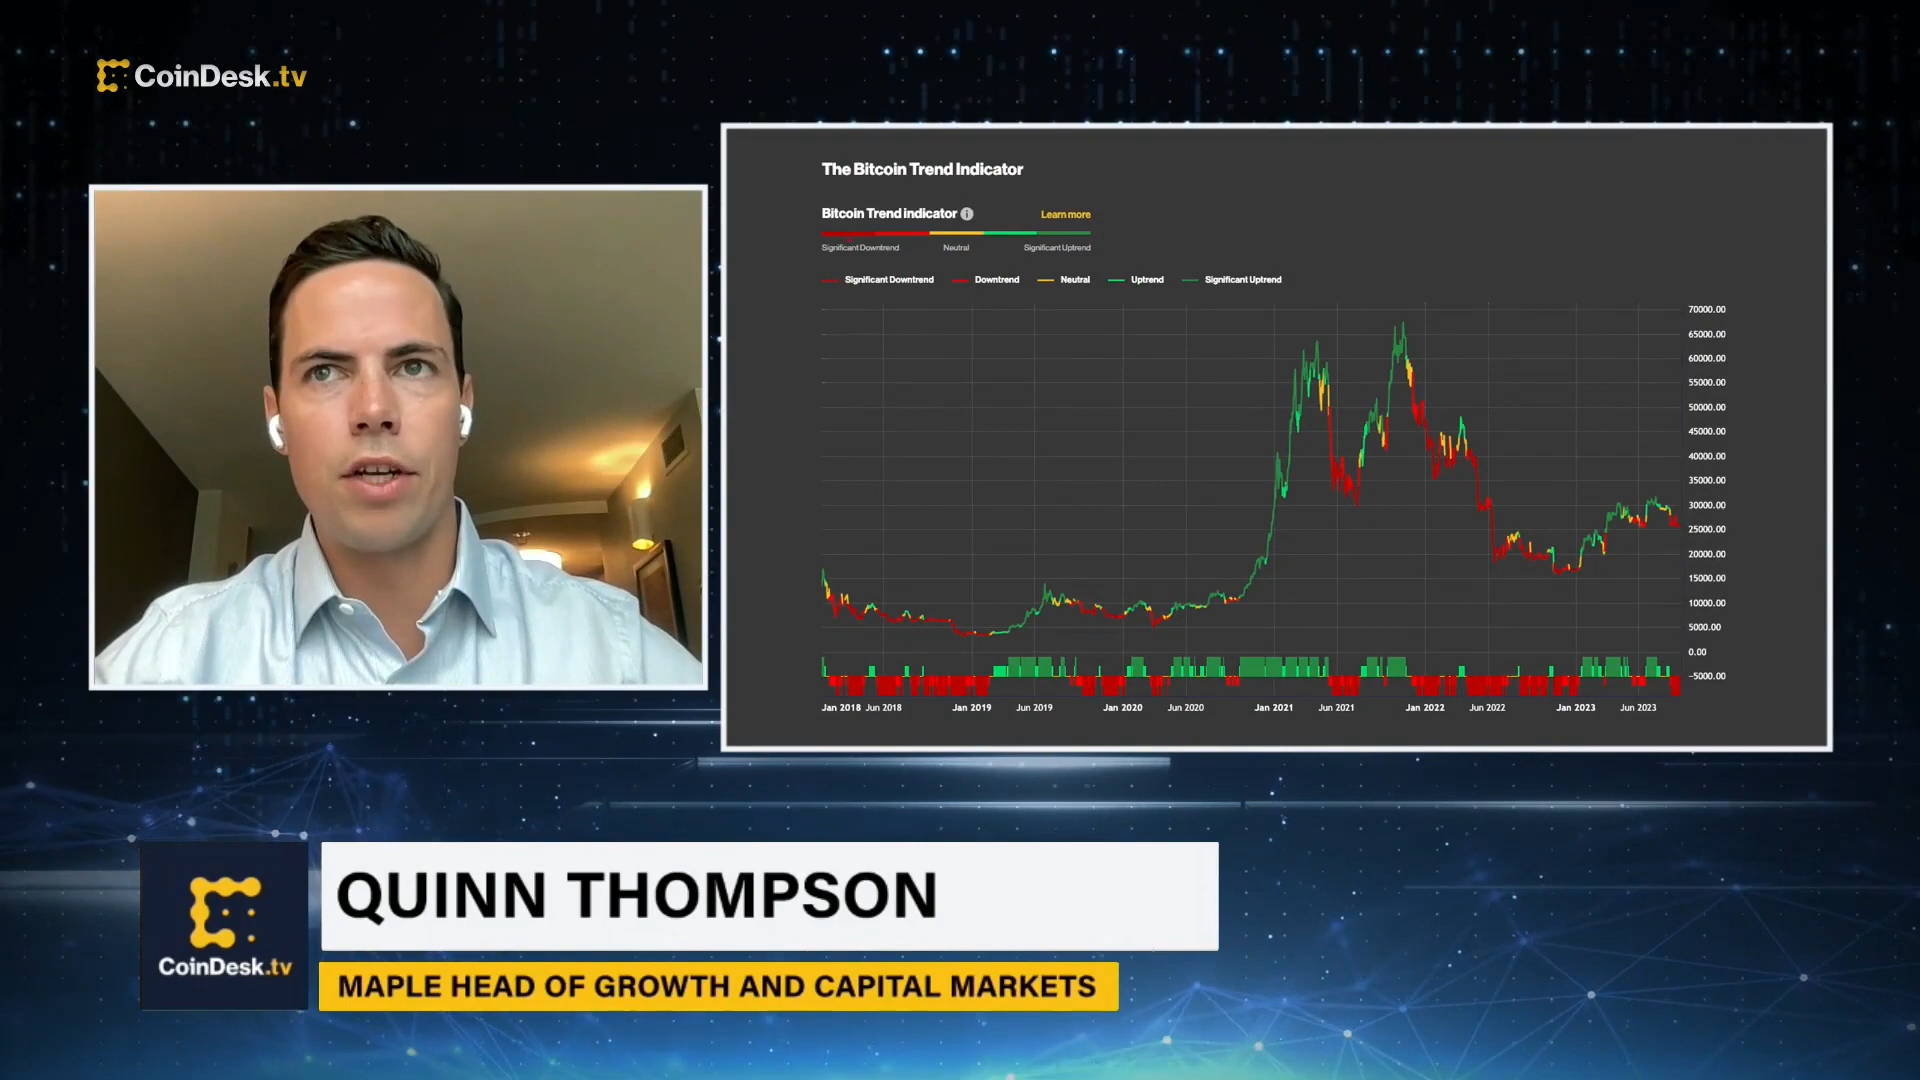 CoinDesk.tv
The Bitcoin Trend Indicator
Bitcoin Trend indicator i Learn more
Significant Downtrend Neutral Significant Uptrend
Significant Downtrend Downtrend Neutral Uptrend Significant Uptrend
70000.00
65000.00
60000.00
55000.00
50000.00
45000.00
40000.00
35000.00
30000.00
25000.00
20000.00
15000.00
10000.00
5000.00
0.00
-5000.00
Jan 2018 Jun 2018 Jan 2019 Jun 2019 Jan 2020 Jun 2020 Jan 2021 Jun 2021 Jan 2022 Jun 2022 Jan 2023 Jun 2023
QUINN THOMPSON
CoinDesk.tv
MAPLE HEAD OF GROWTH AND CAPITAL MARKETS